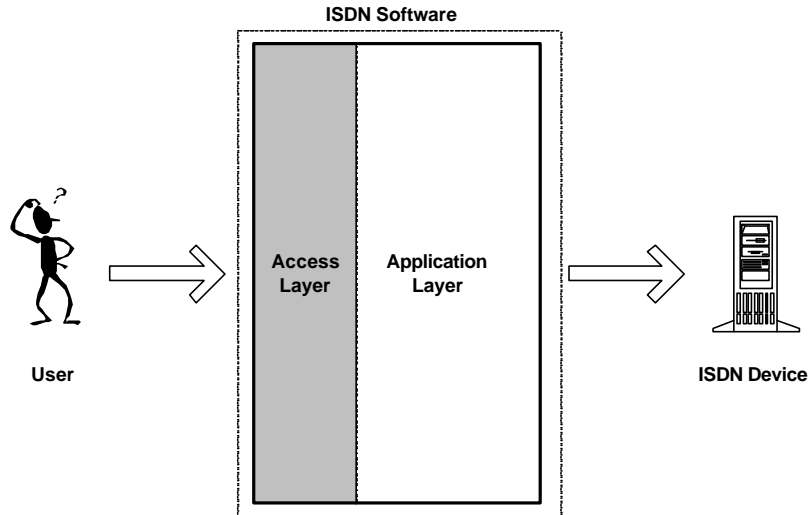 ISDN Software
?
Access
Layer
Application
Layer
User
ISDN Device